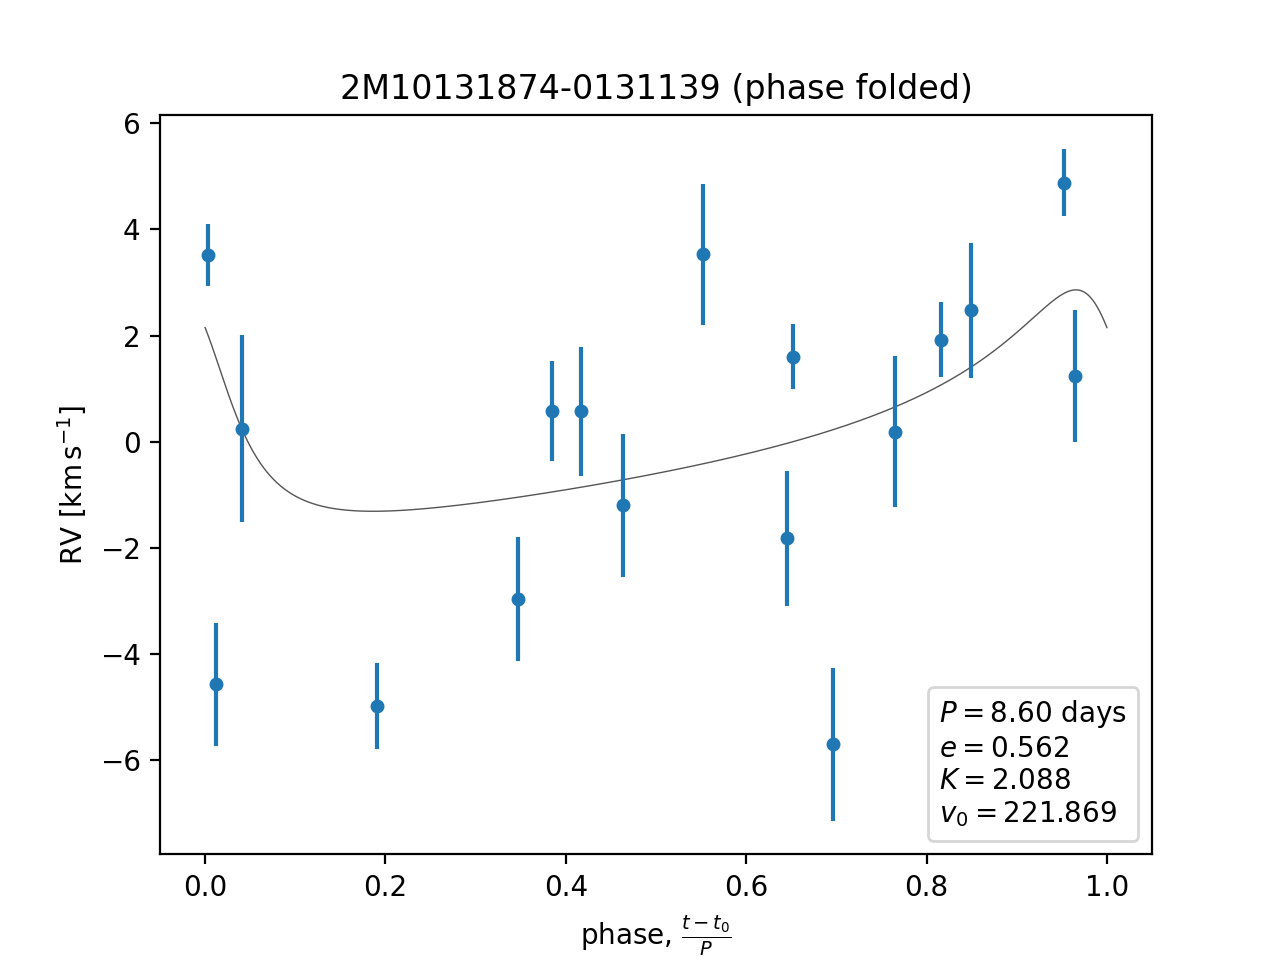 2M10131874-0131139 (phase folded)
6
4
2
0
−2
−4
−6
RV [km s⁻¹]
P = 8.60 days
e = 0.562
K = 2.088
v₀ = 221.869
0.0 0.2 0.4 0.6 0.8 1.0
phase, (t − t₀)/P